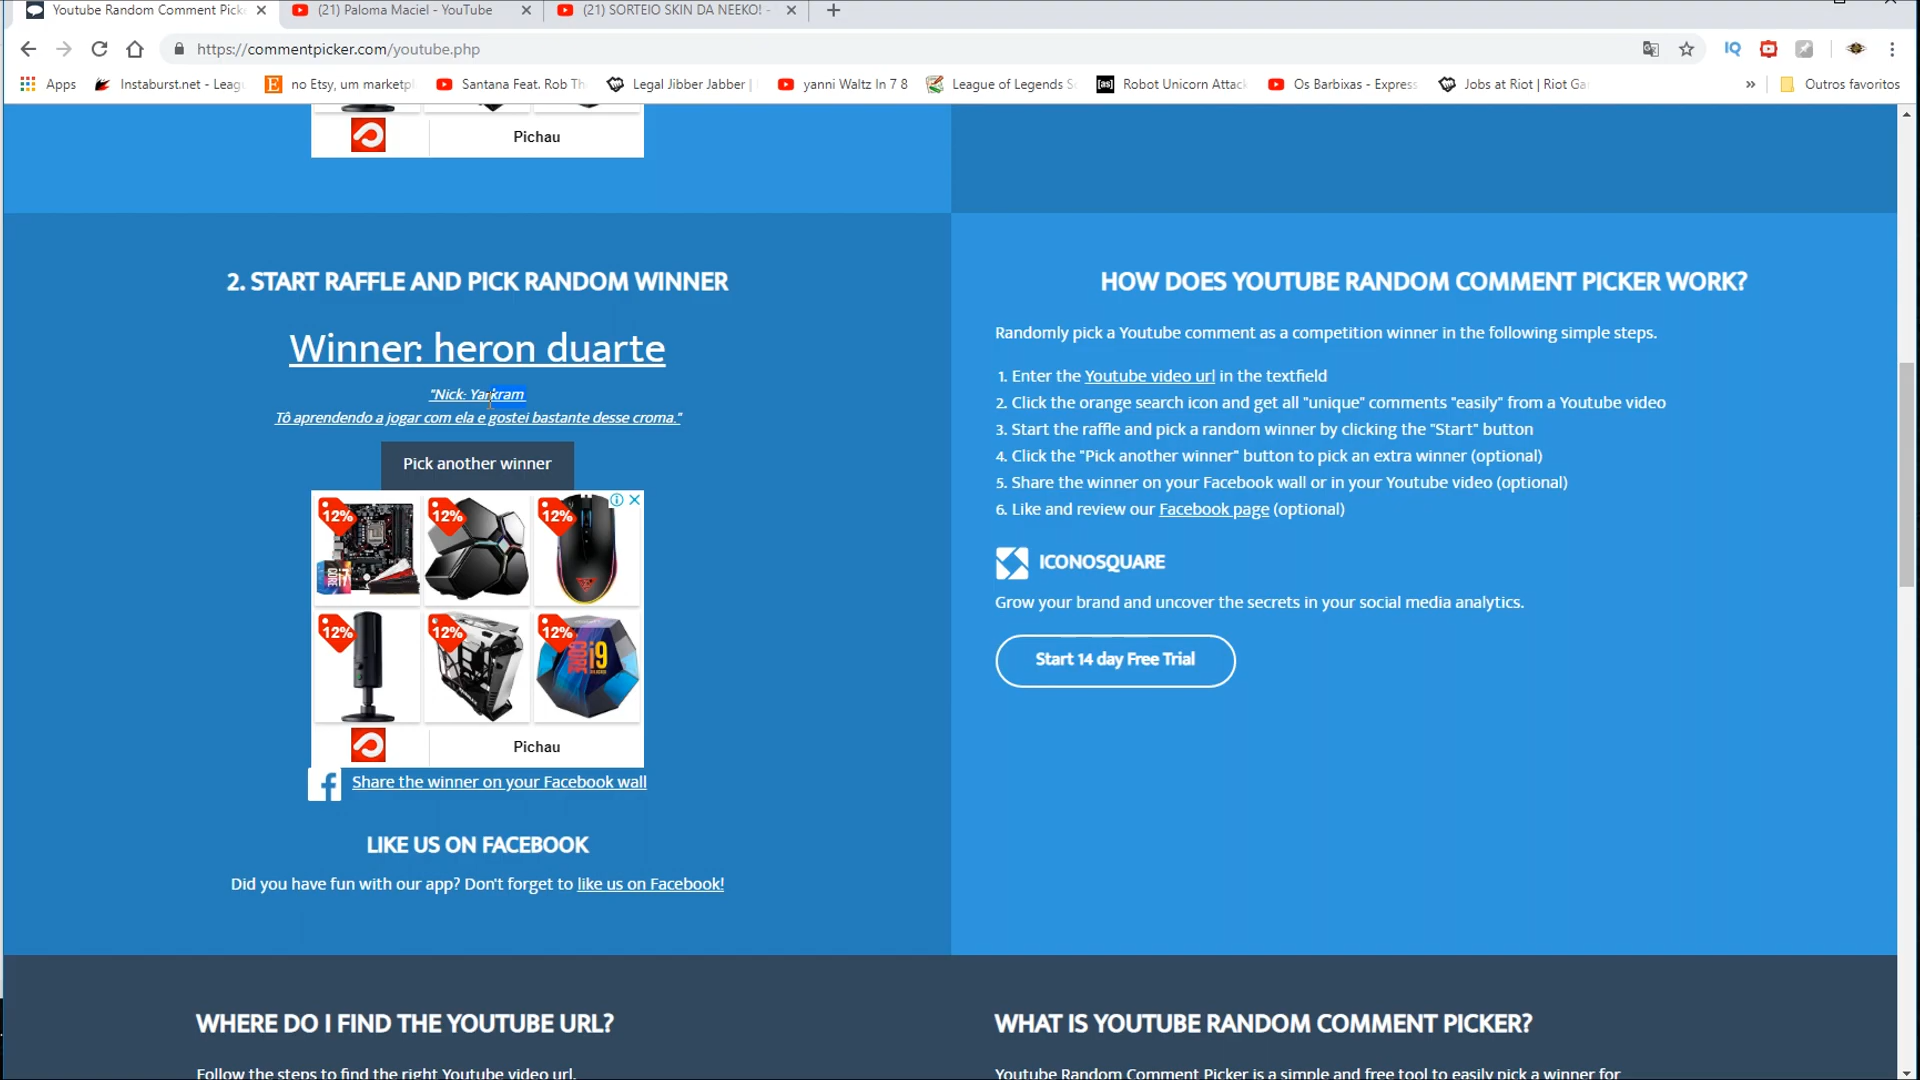 Youtube Random Comment Picke
(21) Paloma Maciel - YouTube
(21) SORTEIO SKIN DA NEEKO! -
https://commentpicker.com/youtube.php
IQ
Apps
Instaburst.net - Leagu
E
no Etsy, um marketpl
Santana Feat. Rob Th
Legal Jibber Jabber |
yanni Waltz In 7 8
League of Legends S
[as]
Robot Unicorn Attack
Os Barbixas - Express
Jobs at Riot | Riot Ga
»
Outros favoritos
Pichau
2. START RAFFLE AND PICK RANDOM WINNER
Winner: heron duarte
"Nick: Yankram
Tô aprendendo a jogar com ela e gostei bastante desse croma."
Pick another winner
12%
12%
12%
CORE i7
12%
12%
12%
CORE i9
Pichau
Share the winner on your Facebook wall
LIKE US ON FACEBOOK
Did you have fun with our app? Don't forget to like us on Facebook!
HOW DOES YOUTUBE RANDOM COMMENT PICKER WORK?
Randomly pick a Youtube comment as a competition winner in the following simple steps.
1. Enter the Youtube video url in the textfield
2. Click the orange search icon and get all "unique" comments "easily" from a Youtube video
3. Start the raffle and pick a random winner by clicking the "Start" button
4. Click the "Pick another winner" button to pick an extra winner (optional)
5. Share the winner on your Facebook wall or in your Youtube video (optional)
6. Like and review our Facebook page (optional)
ICONOSQUARE
Grow your brand and uncover the secrets in your social media analytics.
Start 14 day Free Trial
WHERE DO I FIND THE YOUTUBE URL?
Follow the steps to find the right Youtube video url.
WHAT IS YOUTUBE RANDOM COMMENT PICKER?
Youtube Random Comment Picker is a simple and free tool to easily pick a winner for